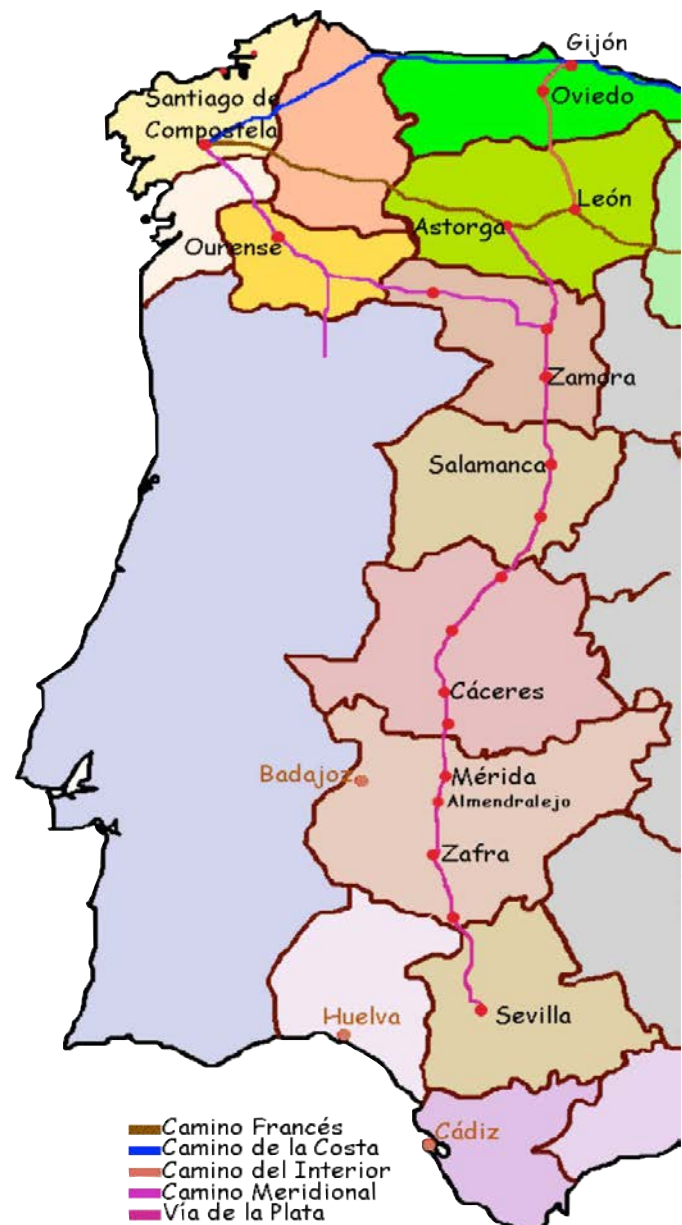 Gijón
Santiago de
Compostela
Oviedo
León
Astorga
Ourense
Zamora
Salamanca
Cáceres
Badajoz
Mérida
Almendralejo
Zafra
Huelva
Sevilla
Cádiz
Camino Francés
Camino de la Costa
Camino del Interior
Camino Meridional
Vía de la Plata